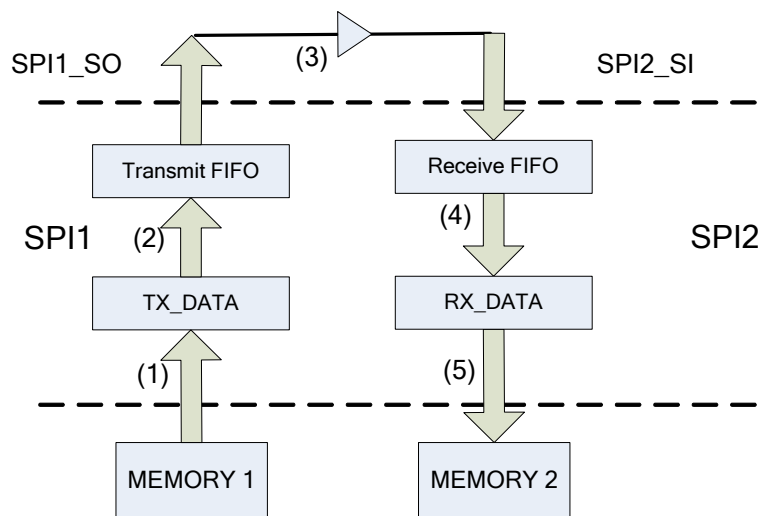 (3)
SPI1_SO
SPI2_SI
Transmit FIFO
Receive FIFO
SPI1
(2)
(4)
SPI2
TX_DATA
RX_DATA
(1)
(5)
MEMORY 1
MEMORY 2